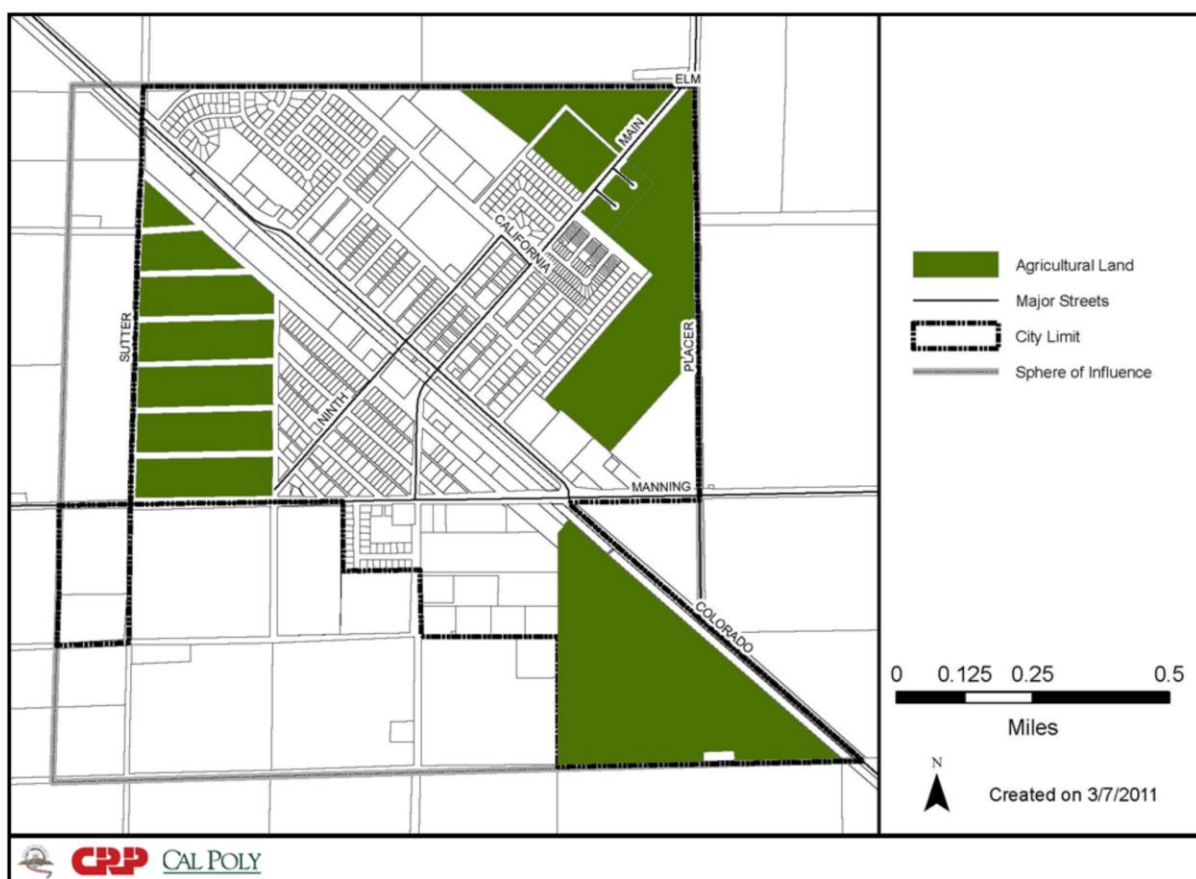 ELM
MAIN
CALIFORNIA
SUTTER
PLACER
NINTH
MANNING
COLORADO
Agricultural Land
Major Streets
City Limit
Sphere of Influence
0 0.125 0.25 0.5
Miles
N
Created on 3/7/2011
CRP CAL POLY